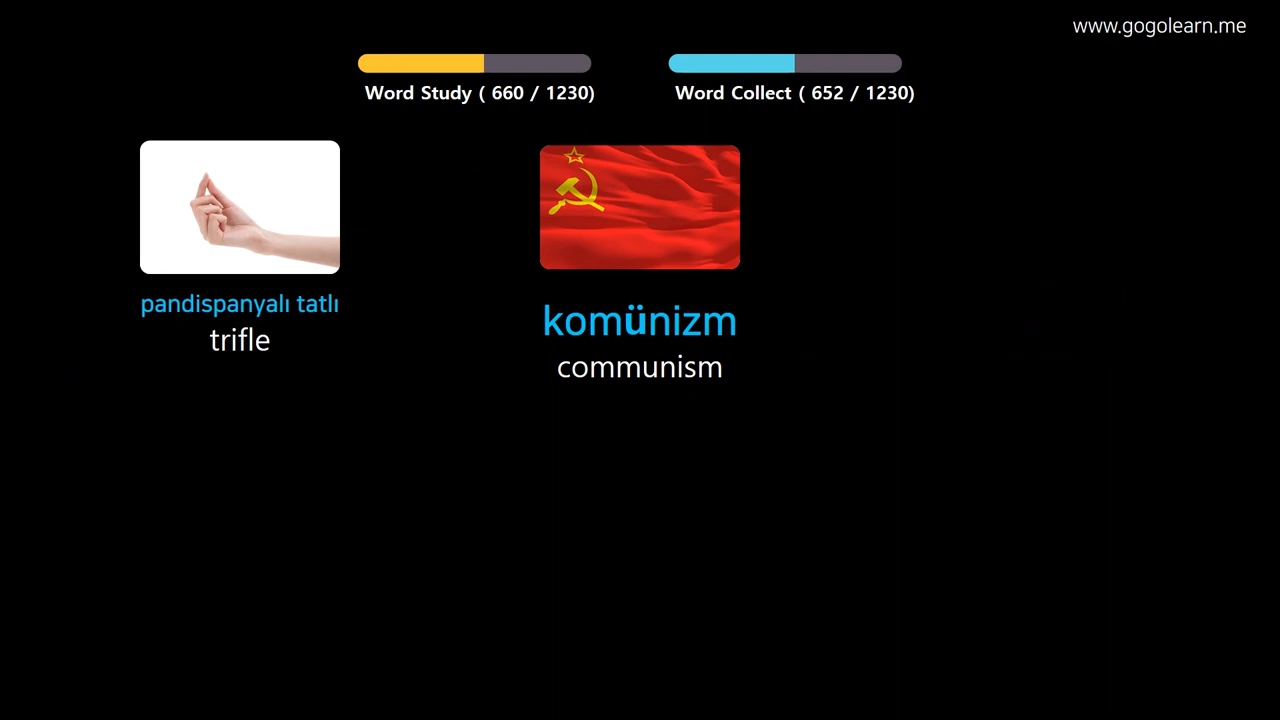 www.gogolearn.me
Word Study ( 660 / 1230)
Word Collect ( 652 / 1230)
pandispanyalı tatlı
trifle
komünizm
communism